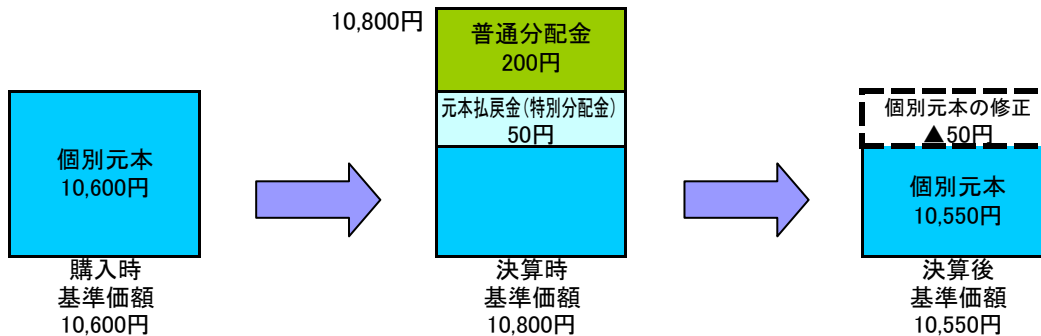 個別元本
10,600円
購入時
基準価額
10,600円
10,800円
普通分配金
200円
元本払戻金(特別分配金)
50円
決算時
基準価額
10,800円
個別元本の修正
▲50円
個別元本
10,550円
決算後
基準価額
10,550円